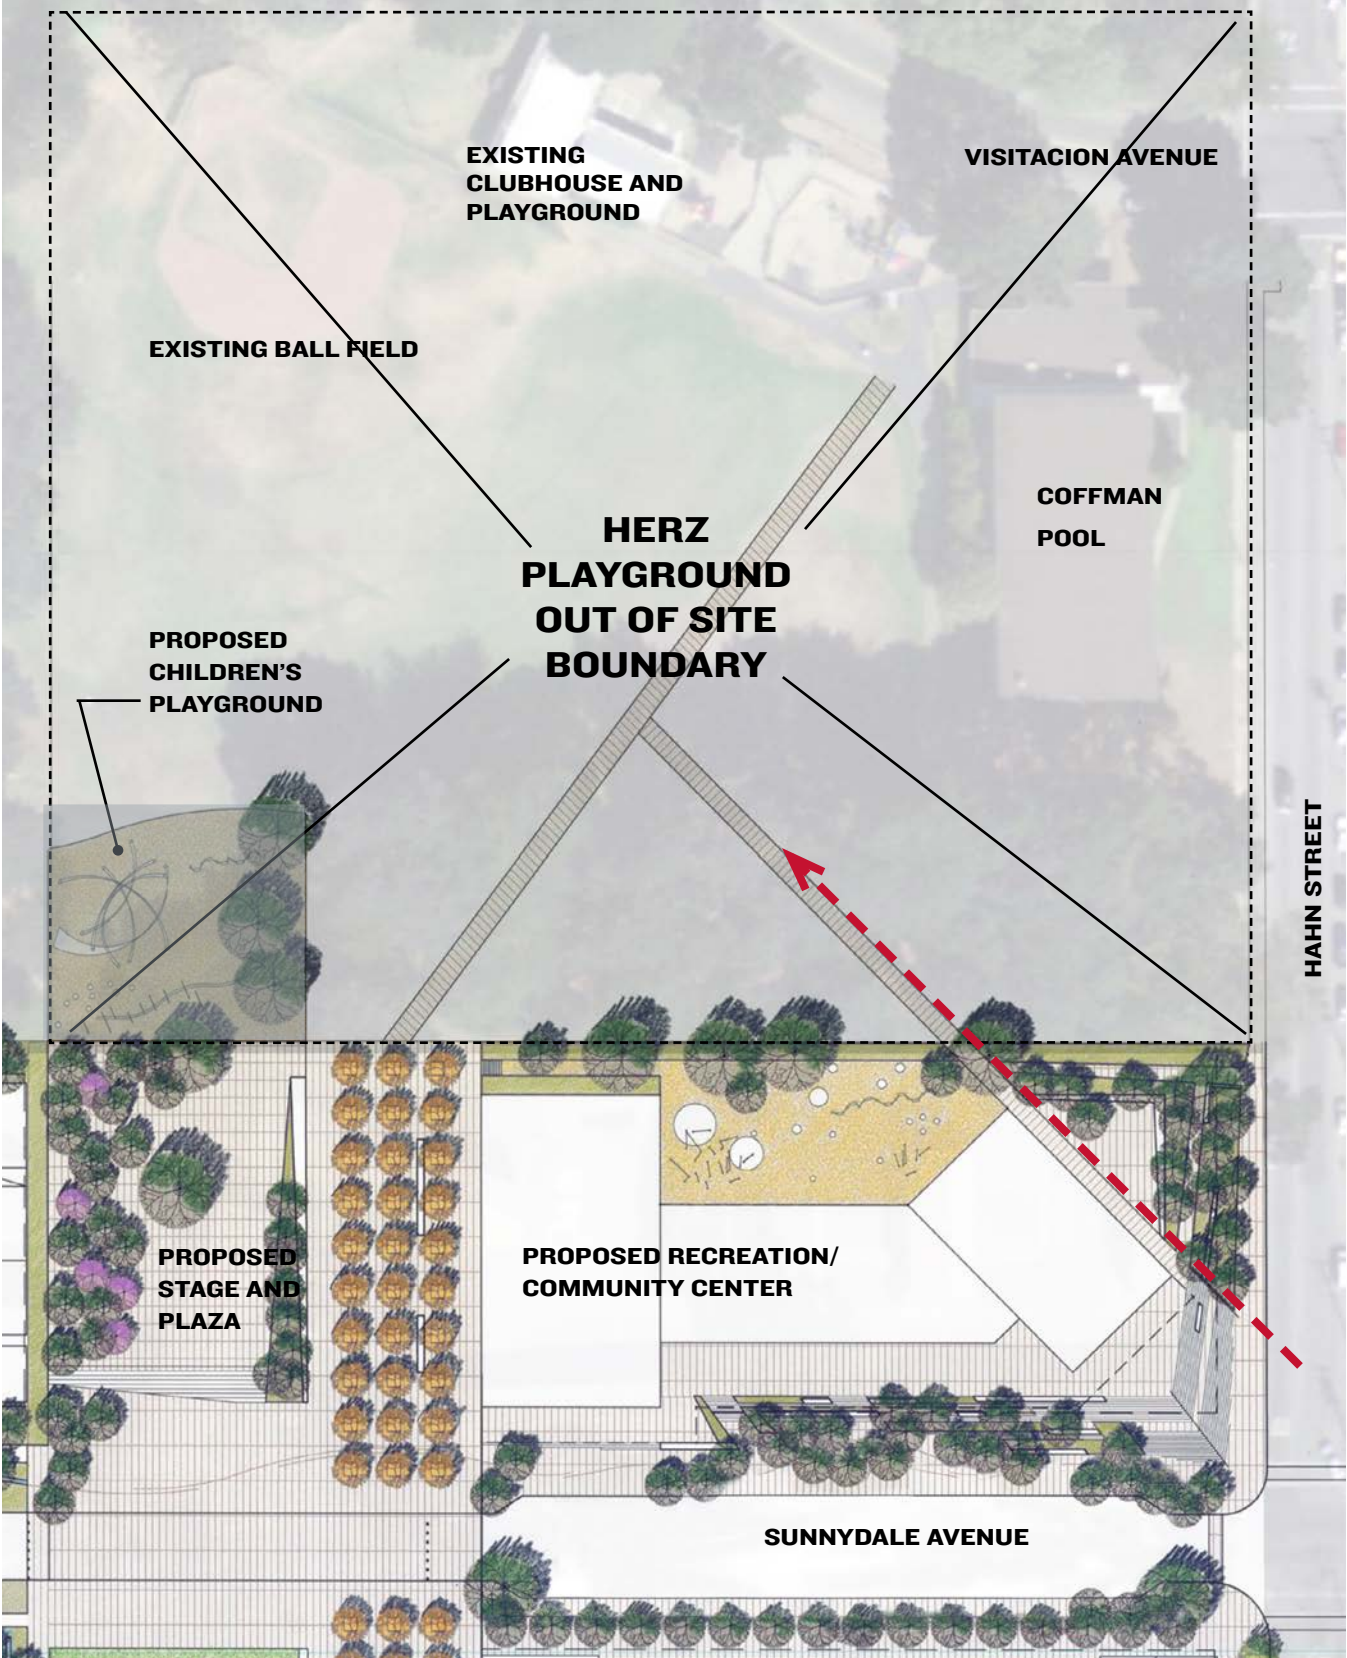 EXISTING
CLUBHOUSE AND
PLAYGROUND
VISITACION AVENUE
EXISTING BALL FIELD
COFFMAN
POOL
HERZ
PLAYGROUND
OUT OF SITE
BOUNDARY
PROPOSED
CHILDREN'S
PLAYGROUND
HAHN STREET
PROPOSED
STAGE AND
PLAZA
PROPOSED RECREATION/
COMMUNITY CENTER
SUNNYDALE AVENUE